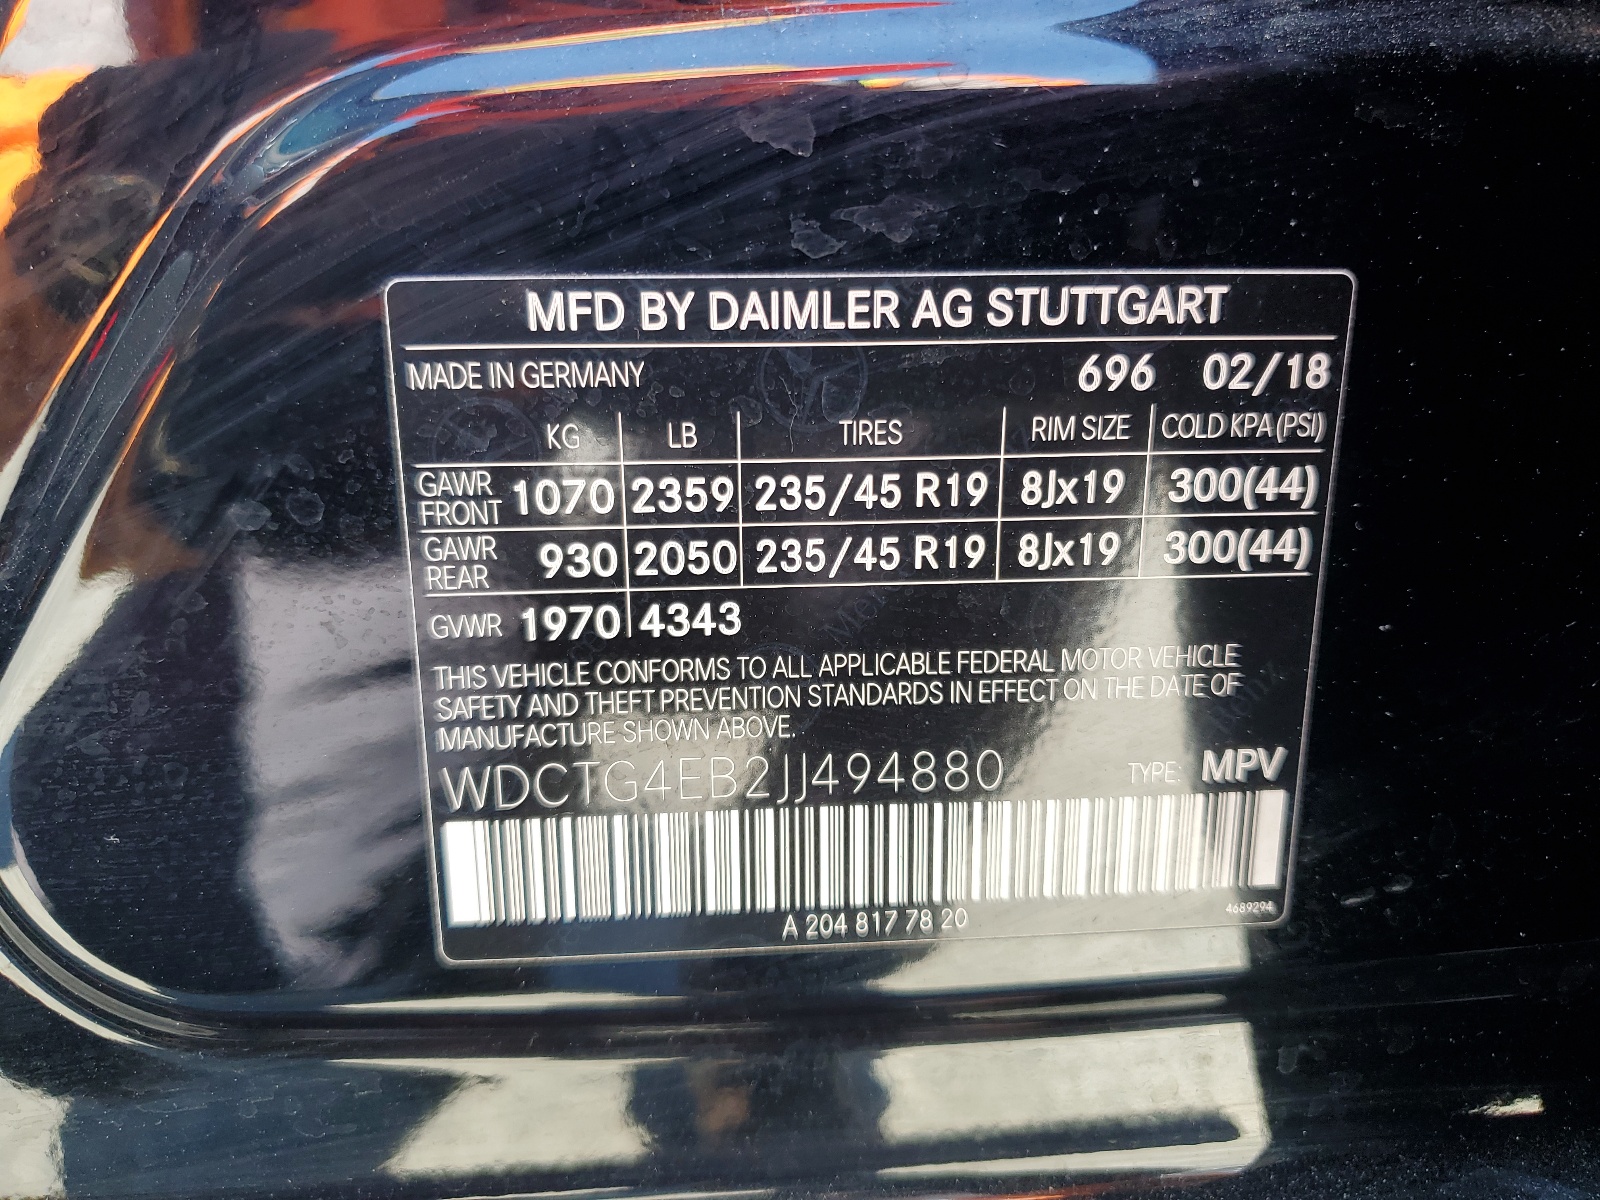 MFD BY DAIMLER AG STUTTGART
MADE IN GERMANY 696 02/18
KG LB TIRES RIM SIZE COLD KPA(PSI)
GAWR FRONT 1070 2359 235/45 R19 8Jx19 300(44)
GAWR REAR 930 2050 235/45 R19 8Jx19 300(44)
GVWR 1970 4343
THIS VEHICLE CONFORMS TO ALL APPLICABLE FEDERAL MOTOR VEHICLE
SAFETY AND THEFT PREVENTION STANDARDS IN EFFECT ON THE DATE OF
MANUFACTURE SHOWN ABOVE.
WDCTG4EB2JJ494880 TYPE: MPV
A 204 817 78 20
4689294